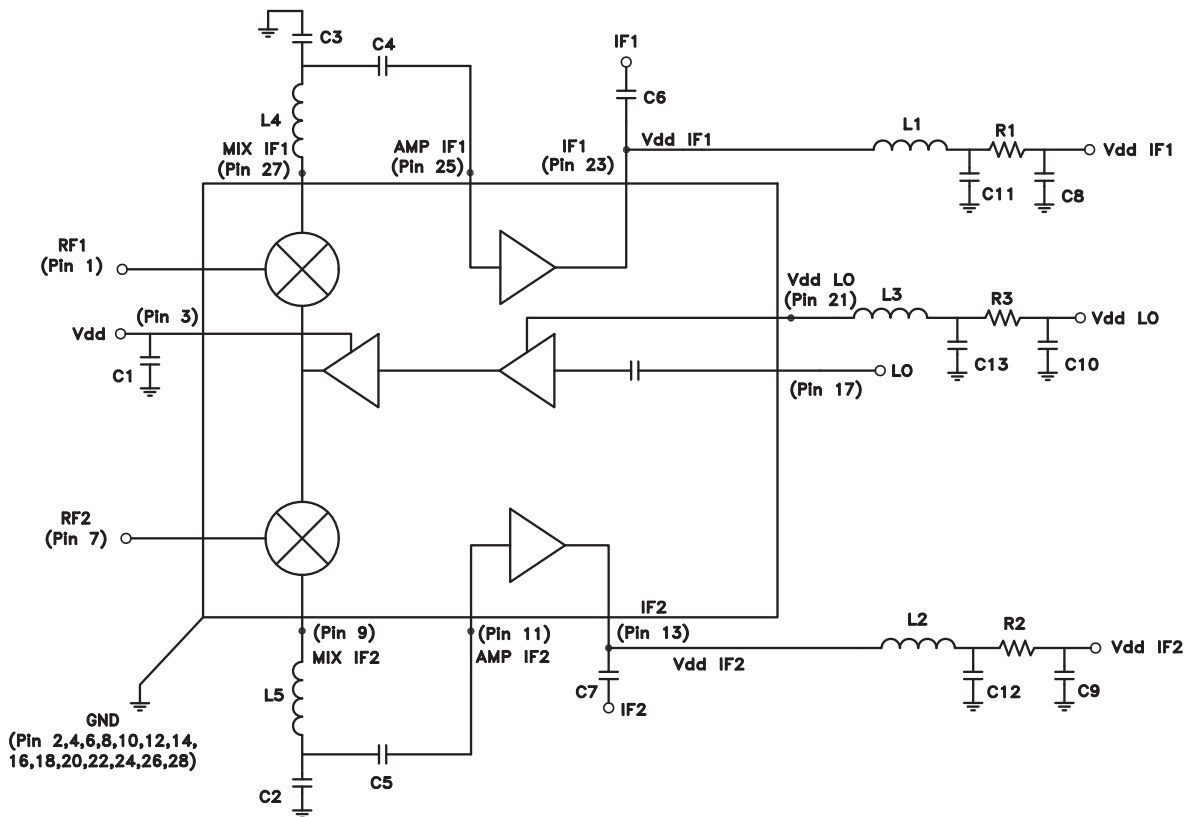 C3
C4
IF1
C6
L4
MIX IF1
(Pin 27)
AMP IF1
(Pin 25)
IF1
(Pin 23)
Vdd IF1
L1
R1
Vdd IF1
C11
C8
RF1
(Pin 1)
Vdd
(Pin 3)
C1
Vdd LO
(Pin 21)
L3
R3
Vdd LO
C13
C10
LO
(Pin 17)
RF2
(Pin 7)
IF2
(Pin 9)
MIX IF2
(Pin 11)
AMP IF2
(Pin 13)
Vdd IF2
L2
R2
Vdd IF2
C12
C9
L5
C7
IF2
GND
(Pin 2,4,6,8,10,12,14,
16,18,20,22,24,26,28)
C5
C2